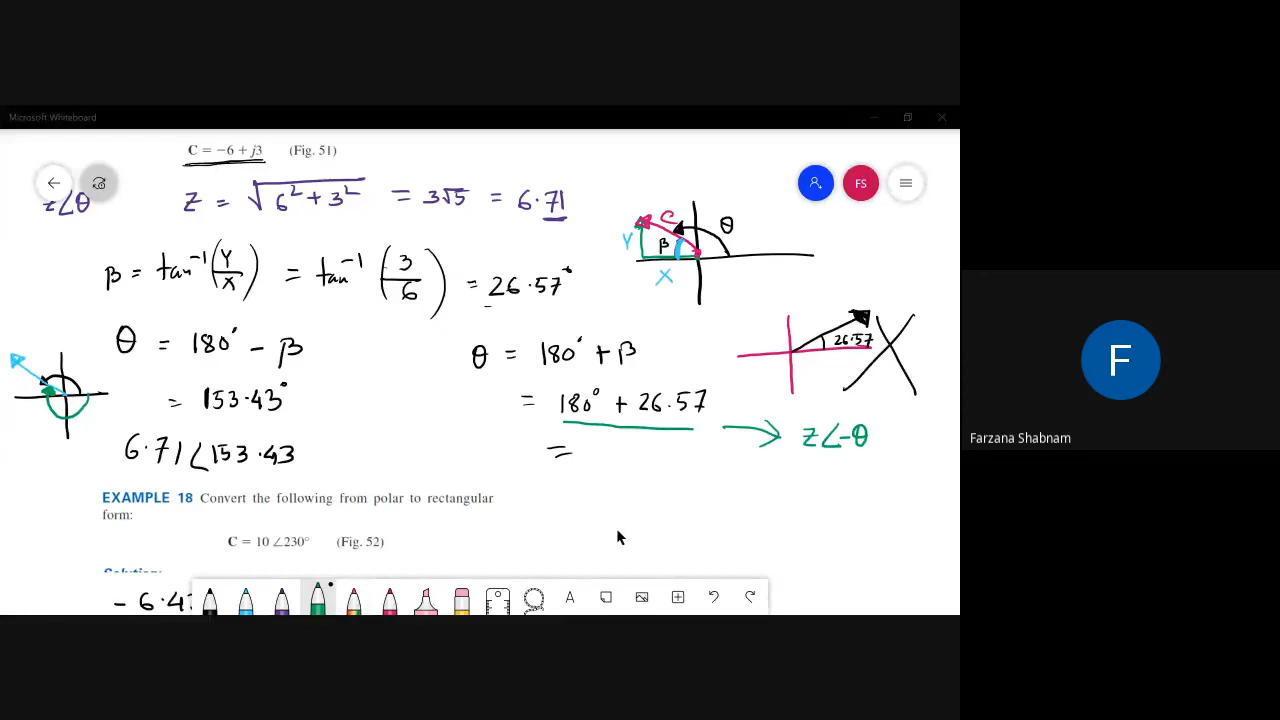 Microsoft Whiteboard
C = −6 + j3 (Fig. 51)
z∠θ
Z = √(6² + 3²) = 3√5 = 6.71
FS
C
θ
Y
β
X
β = tan⁻¹(Y/X) = tan⁻¹(3/6) = 26.57°
26.57
θ = 180° − β
θ = 180° + β
= 153.43°
= 180° + 26.57
z∠-θ
6.71∠153.43
=
F
Farzana Shabnam
EXAMPLE 18 Convert the following from polar to rectangular
form:
C = 10 ∠230° (Fig. 52)
Solution:
A